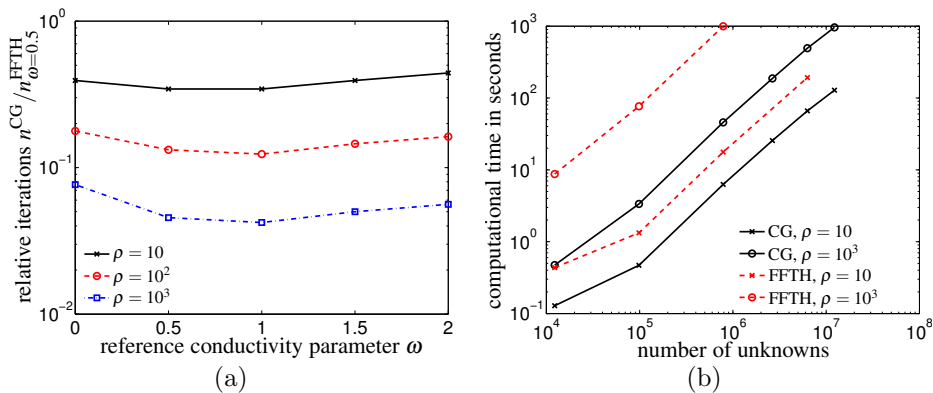 relative iterations n^CG/n^FFTH_ω=0.5
10^0
10^−1
10^−2
ρ = 10
ρ = 10^2
ρ = 10^3
0 0.5 1 1.5 2
reference conductivity parameter ω
(a)
computational time in seconds
10^3
10^2
10^1
10^0
10^−1
CG, ρ = 10
CG, ρ = 10^3
FFTH, ρ = 10
FFTH, ρ = 10^3
10^4 10^5 10^6 10^7 10^8
number of unknowns
(b)